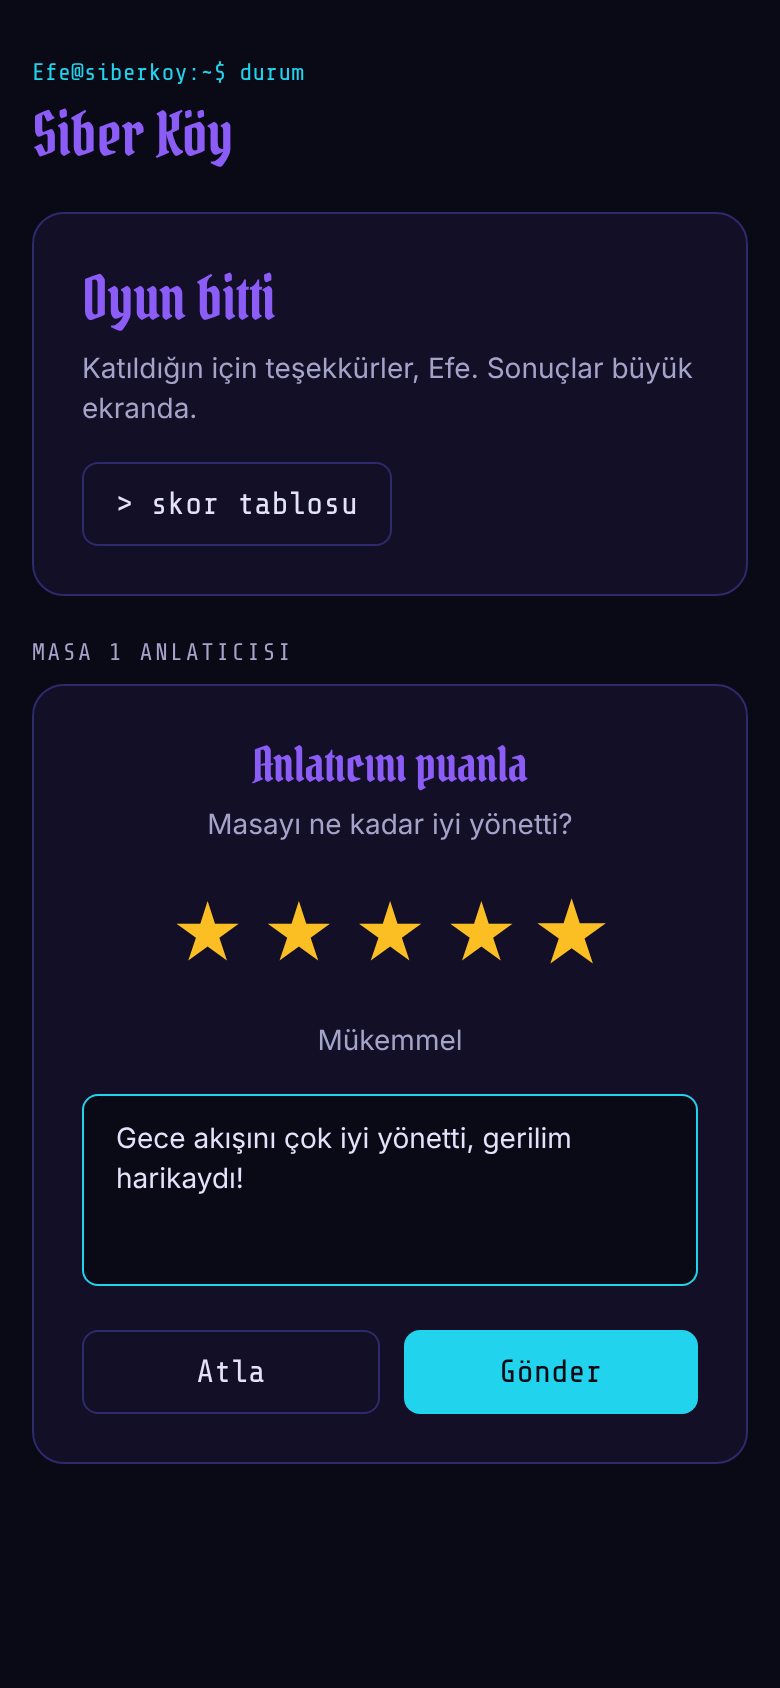 Efe@siberkoy:~$ durum
Siber Köy
Oyun bitti
Katıldığın için teşekkürler, Efe. Sonuçlar büyük
ekranda.
> skor tablosu
MASA 1 ANLATICISI
Anlatıcını puanla
Masayı ne kadar iyi yönetti?
Mükemmel
Gece akışını çok iyi yönetti, gerilim
harikaydı!
Atla
Gönder